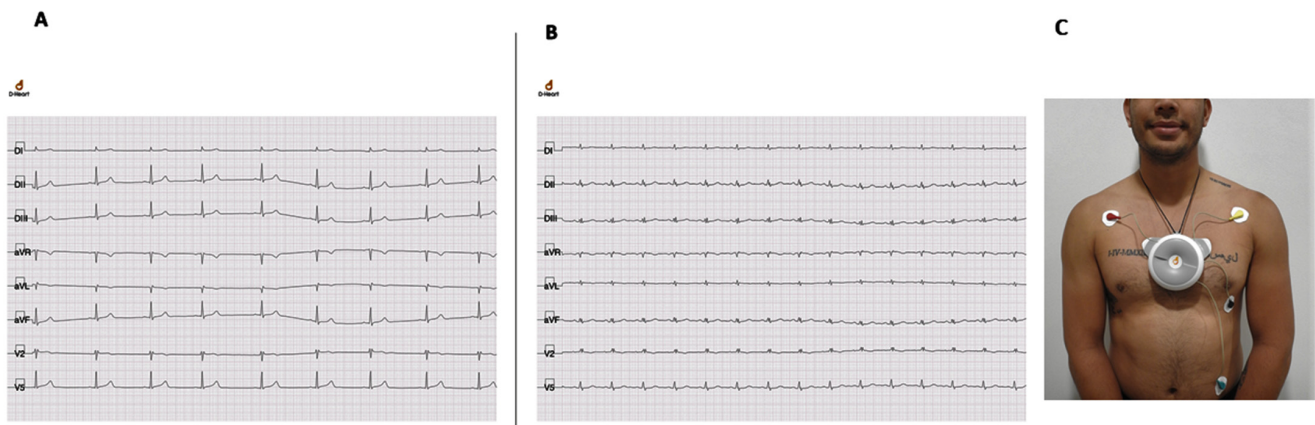 A
B
C
D-Heart
D-Heart
DI
DII
DIII
aVR
aVL
aVF
V2
V5
DI
DII
DIII
aVR
aVL
aVF
V2
V5